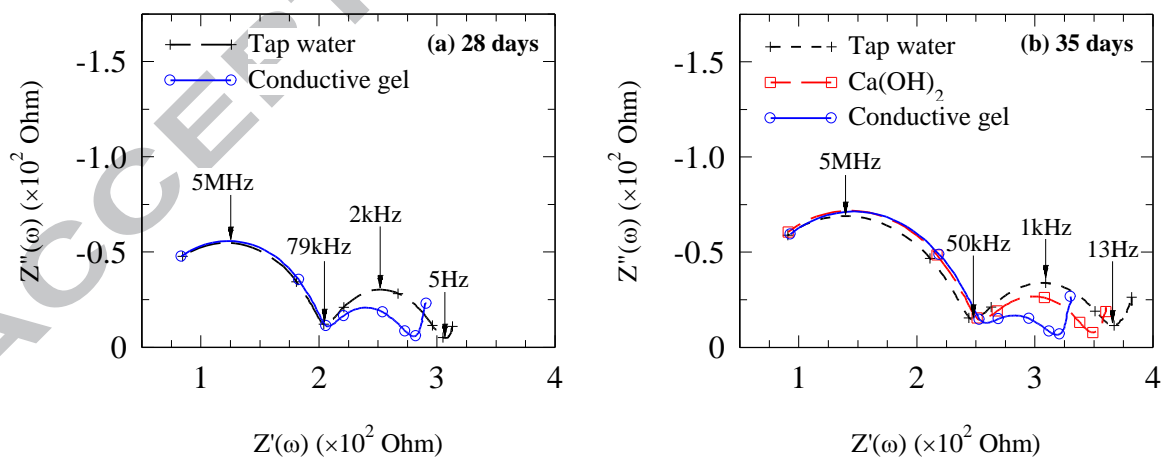 ACCEPT
(a) 28 days
Tap water
Conductive gel
-1.5
-1.0
-0.5
0
Z''(ω) (×10² Ohm)
5MHz
79kHz
2kHz
5Hz
1
2
3
4
Z'(ω) (×10² Ohm)
(b) 35 days
Tap water
Ca(OH)₂
Conductive gel
-1.5
-1.0
-0.5
0
Z''(ω) (×10² Ohm)
5MHz
50kHz
1kHz
13Hz
1
2
3
4
Z'(ω) (×10² Ohm)